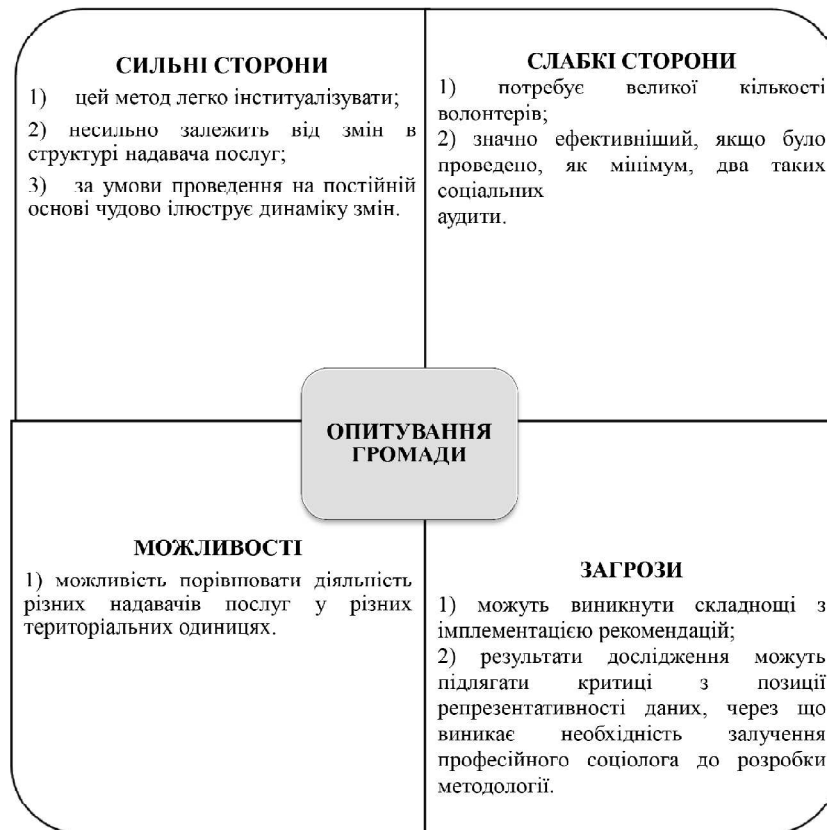 СИЛЬНІ СТОРОНИ
1) цей метод легко інституалізувати;
2) несильно залежить від змін в
структурі надавача послуг;
3) за умови проведення на постійній
основі чудово ілюструє динаміку змін.
СЛАБКІ СТОРОНИ
1) потребує великої кількості
волонтерів;
2) значно ефективніший, якщо було
проведено, як мінімум, два таких
соціальних
аудити.
ОПИТУВАННЯ
ГРОМАДИ
МОЖЛИВОСТІ
1) можливість порівнювати діяльність
різних надавачів послуг у різних
територіальних одиницях.
ЗАГРОЗИ
1) можуть виникнути складнощі з
імплементацією рекомендацій;
2) результати дослідження можуть
підлягати критиці з позиції
репрезентативності даних, через що
виникає необхідність залучення
професійного соціолога до розробки
методології.